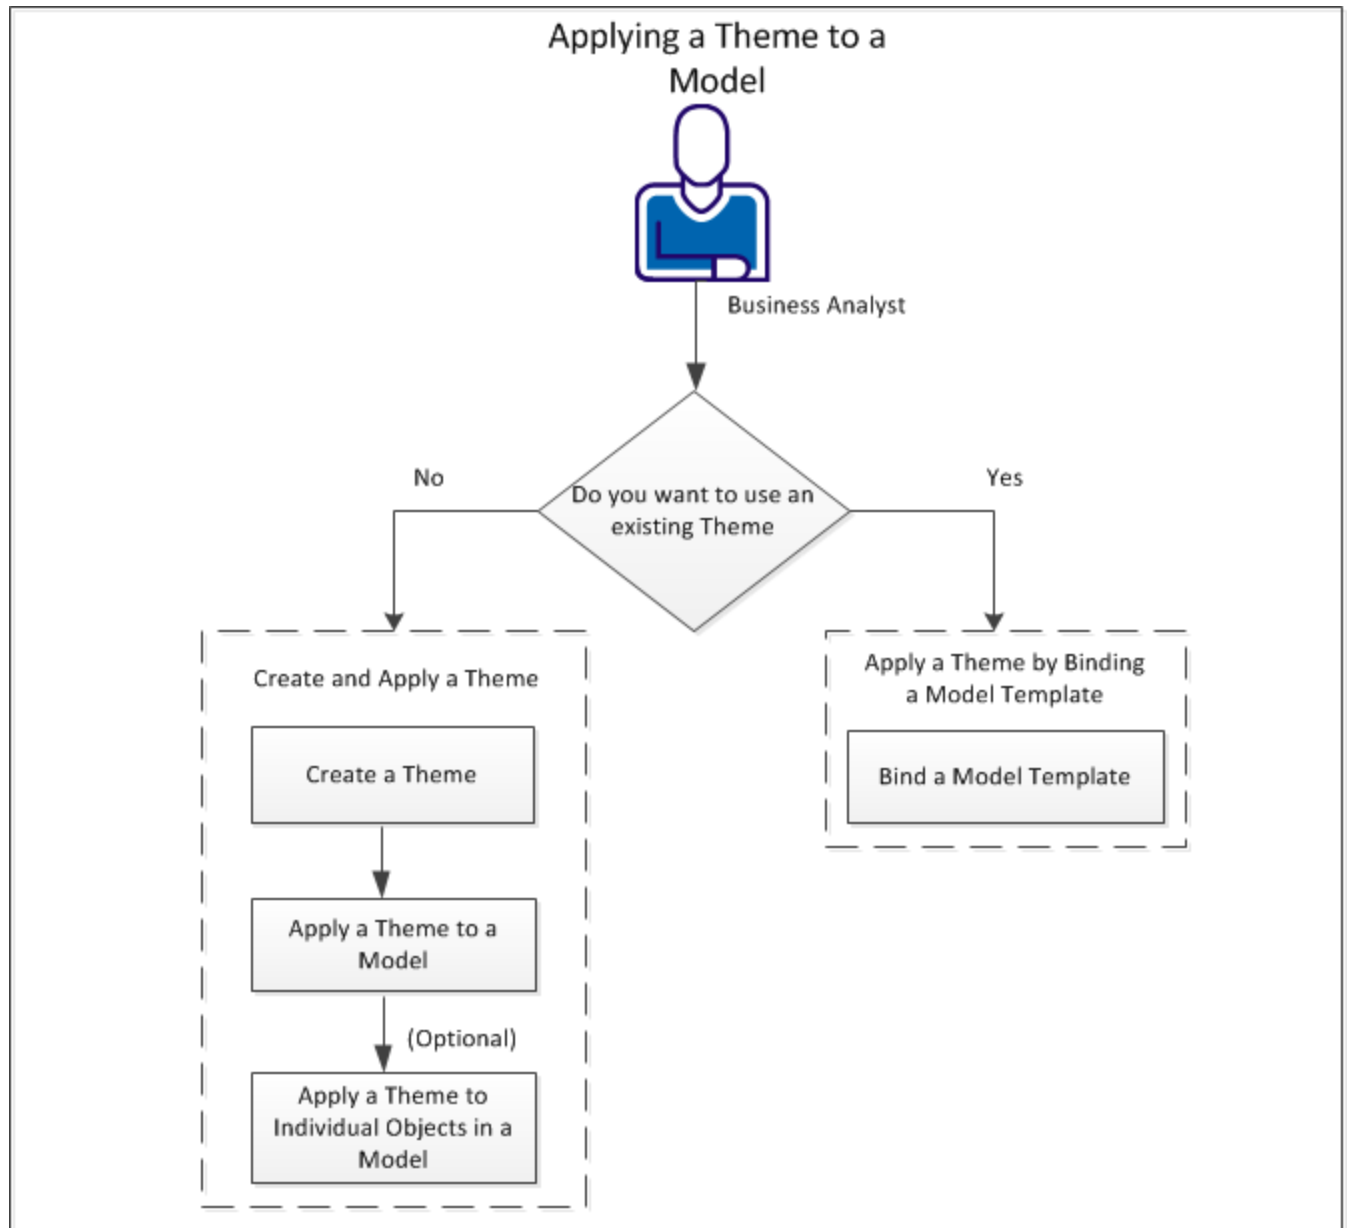 Applying a Theme to a
Model
Business Analyst
No
Yes
Do you want to use an
existing Theme
Create and Apply a Theme
Create a Theme
Apply a Theme to a
Model
(Optional)
Apply a Theme to
Individual Objects in a
Model
Apply a Theme by Binding
a Model Template
Bind a Model Template